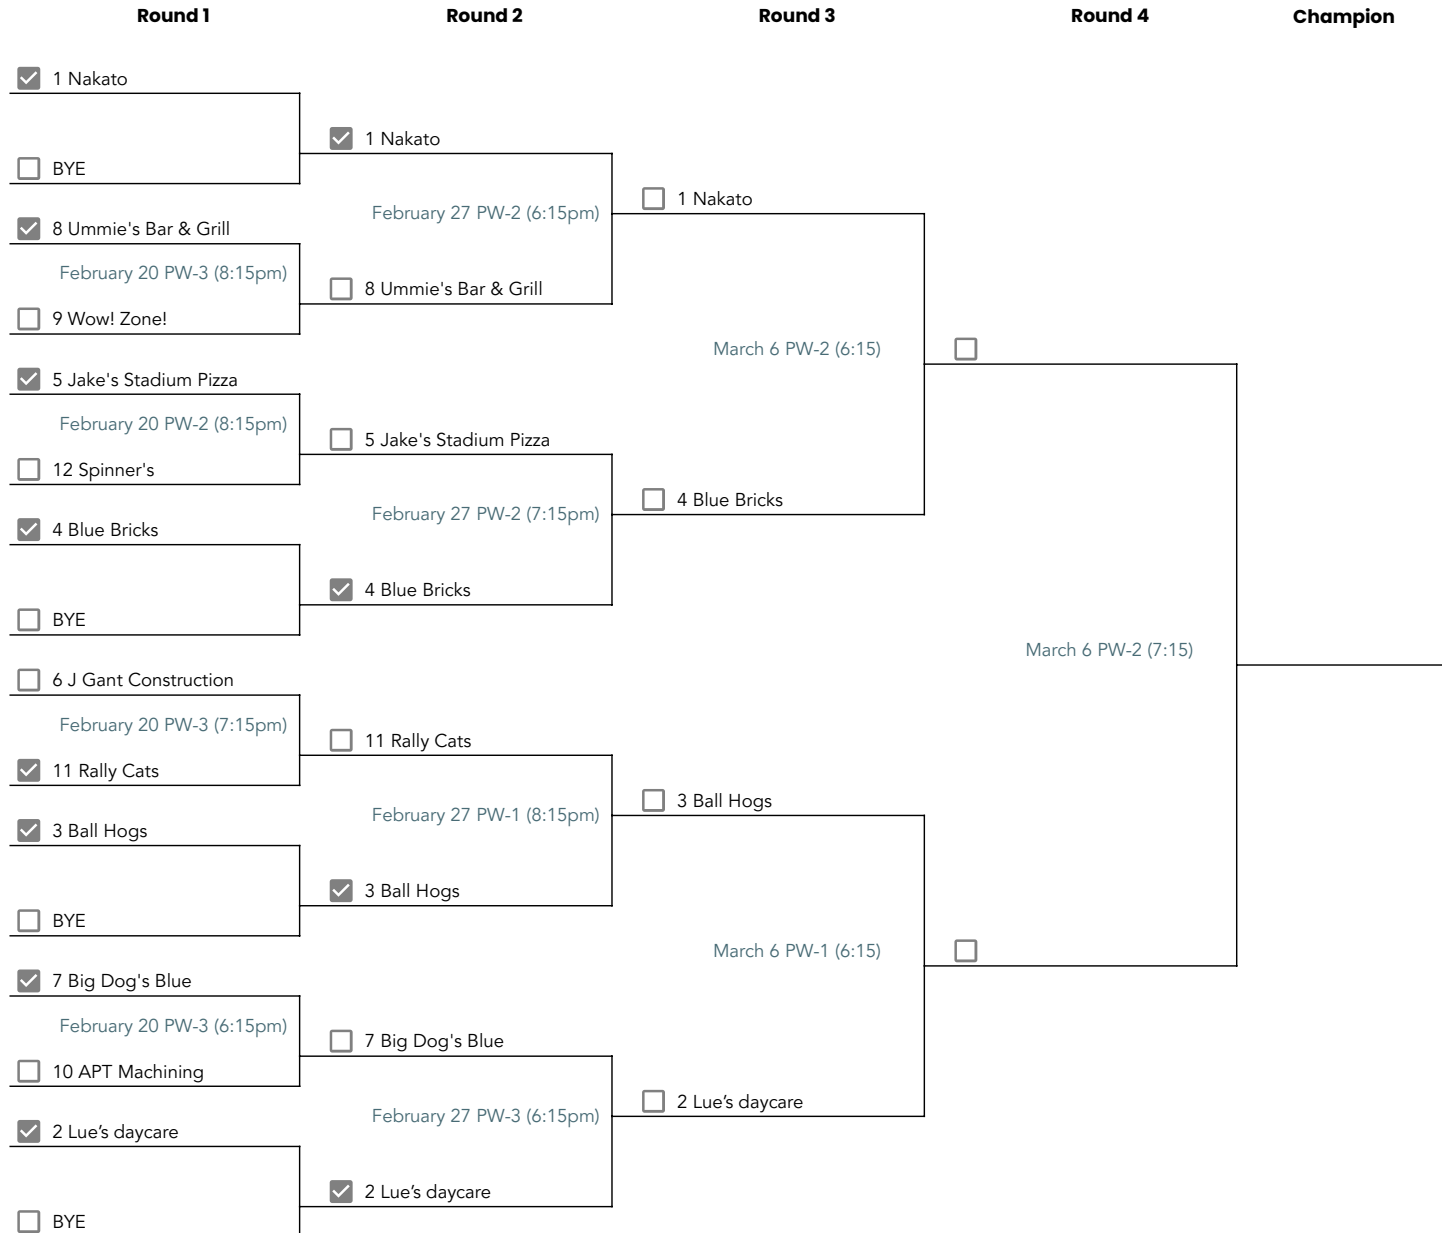 Round 1
Round 2
Round 3
Round 4
Champion
1 Nakato
BYE
8 Ummie's Bar & Grill
February 20 PW-3 (8:15pm)
9 Wow! Zone!
5 Jake's Stadium Pizza
February 20 PW-2 (8:15pm)
12 Spinner's
4 Blue Bricks
BYE
6 J Gant Construction
February 20 PW-3 (7:15pm)
11 Rally Cats
3 Ball Hogs
BYE
7 Big Dog's Blue
February 20 PW-3 (6:15pm)
10 APT Machining
2 Lue’s daycare
BYE
1 Nakato
February 27 PW-2 (6:15pm)
8 Ummie's Bar & Grill
5 Jake's Stadium Pizza
February 27 PW-2 (7:15pm)
4 Blue Bricks
11 Rally Cats
February 27 PW-1 (8:15pm)
3 Ball Hogs
7 Big Dog's Blue
February 27 PW-3 (6:15pm)
2 Lue’s daycare
1 Nakato
March 6 PW-2 (6:15)
4 Blue Bricks
3 Ball Hogs
March 6 PW-1 (6:15)
2 Lue’s daycare
March 6 PW-2 (7:15)